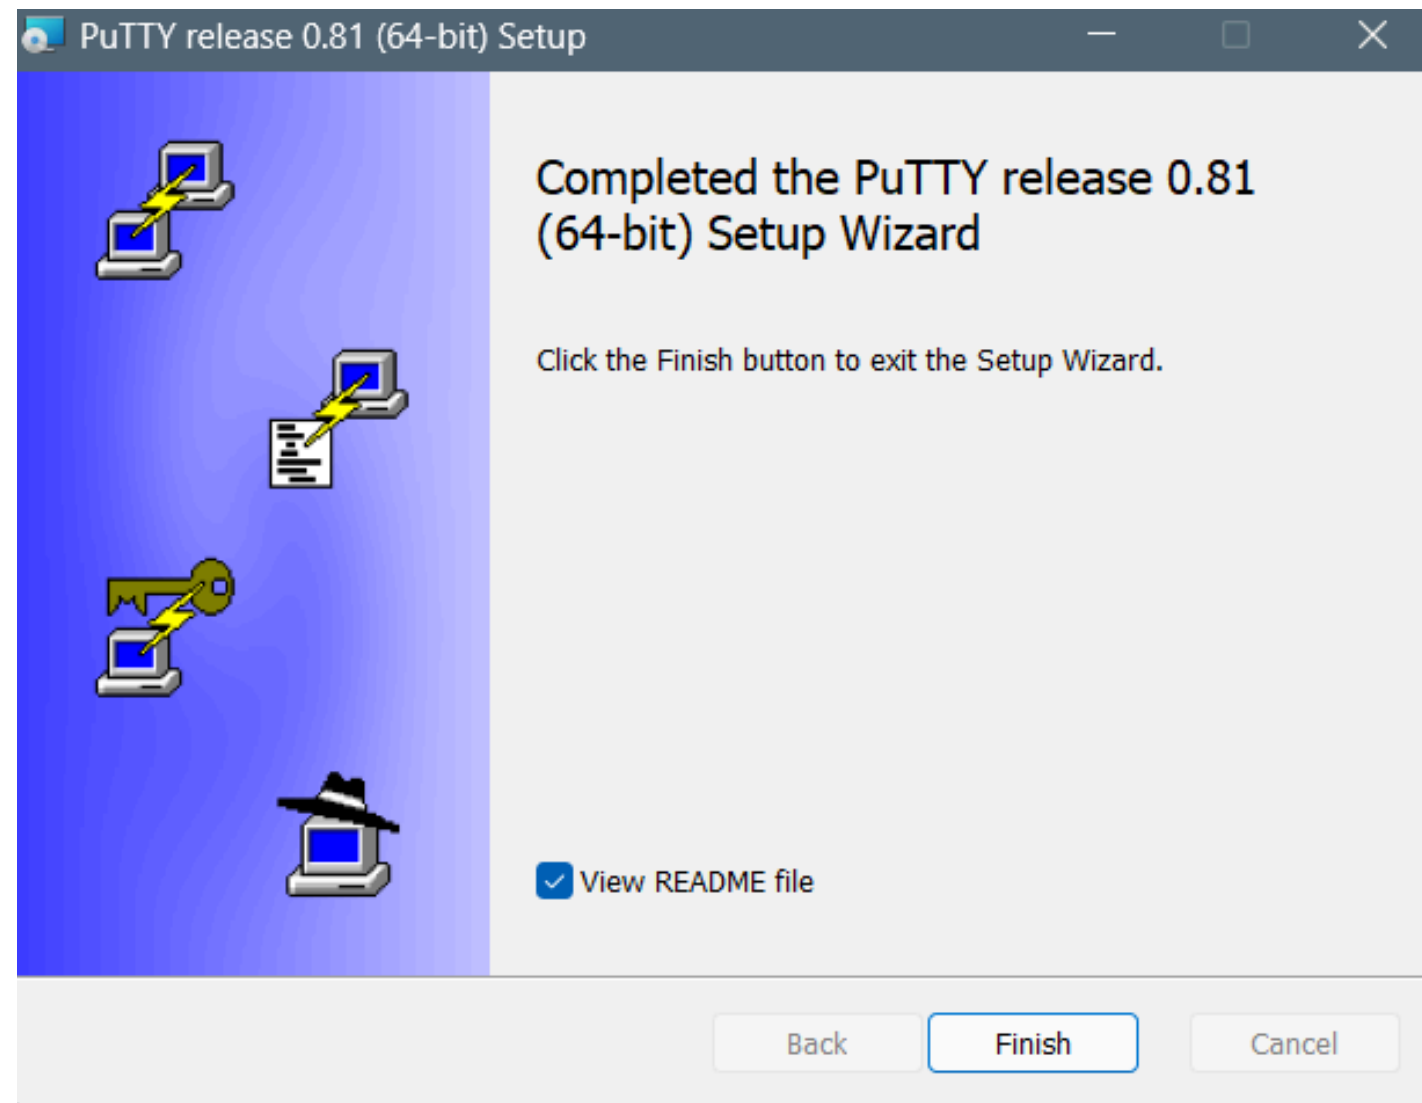 PuTTY release 0.81 (64-bit) Setup
Completed the PuTTY release 0.81
(64-bit) Setup Wizard
Click the Finish button to exit the Setup Wizard.
View README file
Back
Finish
Cancel